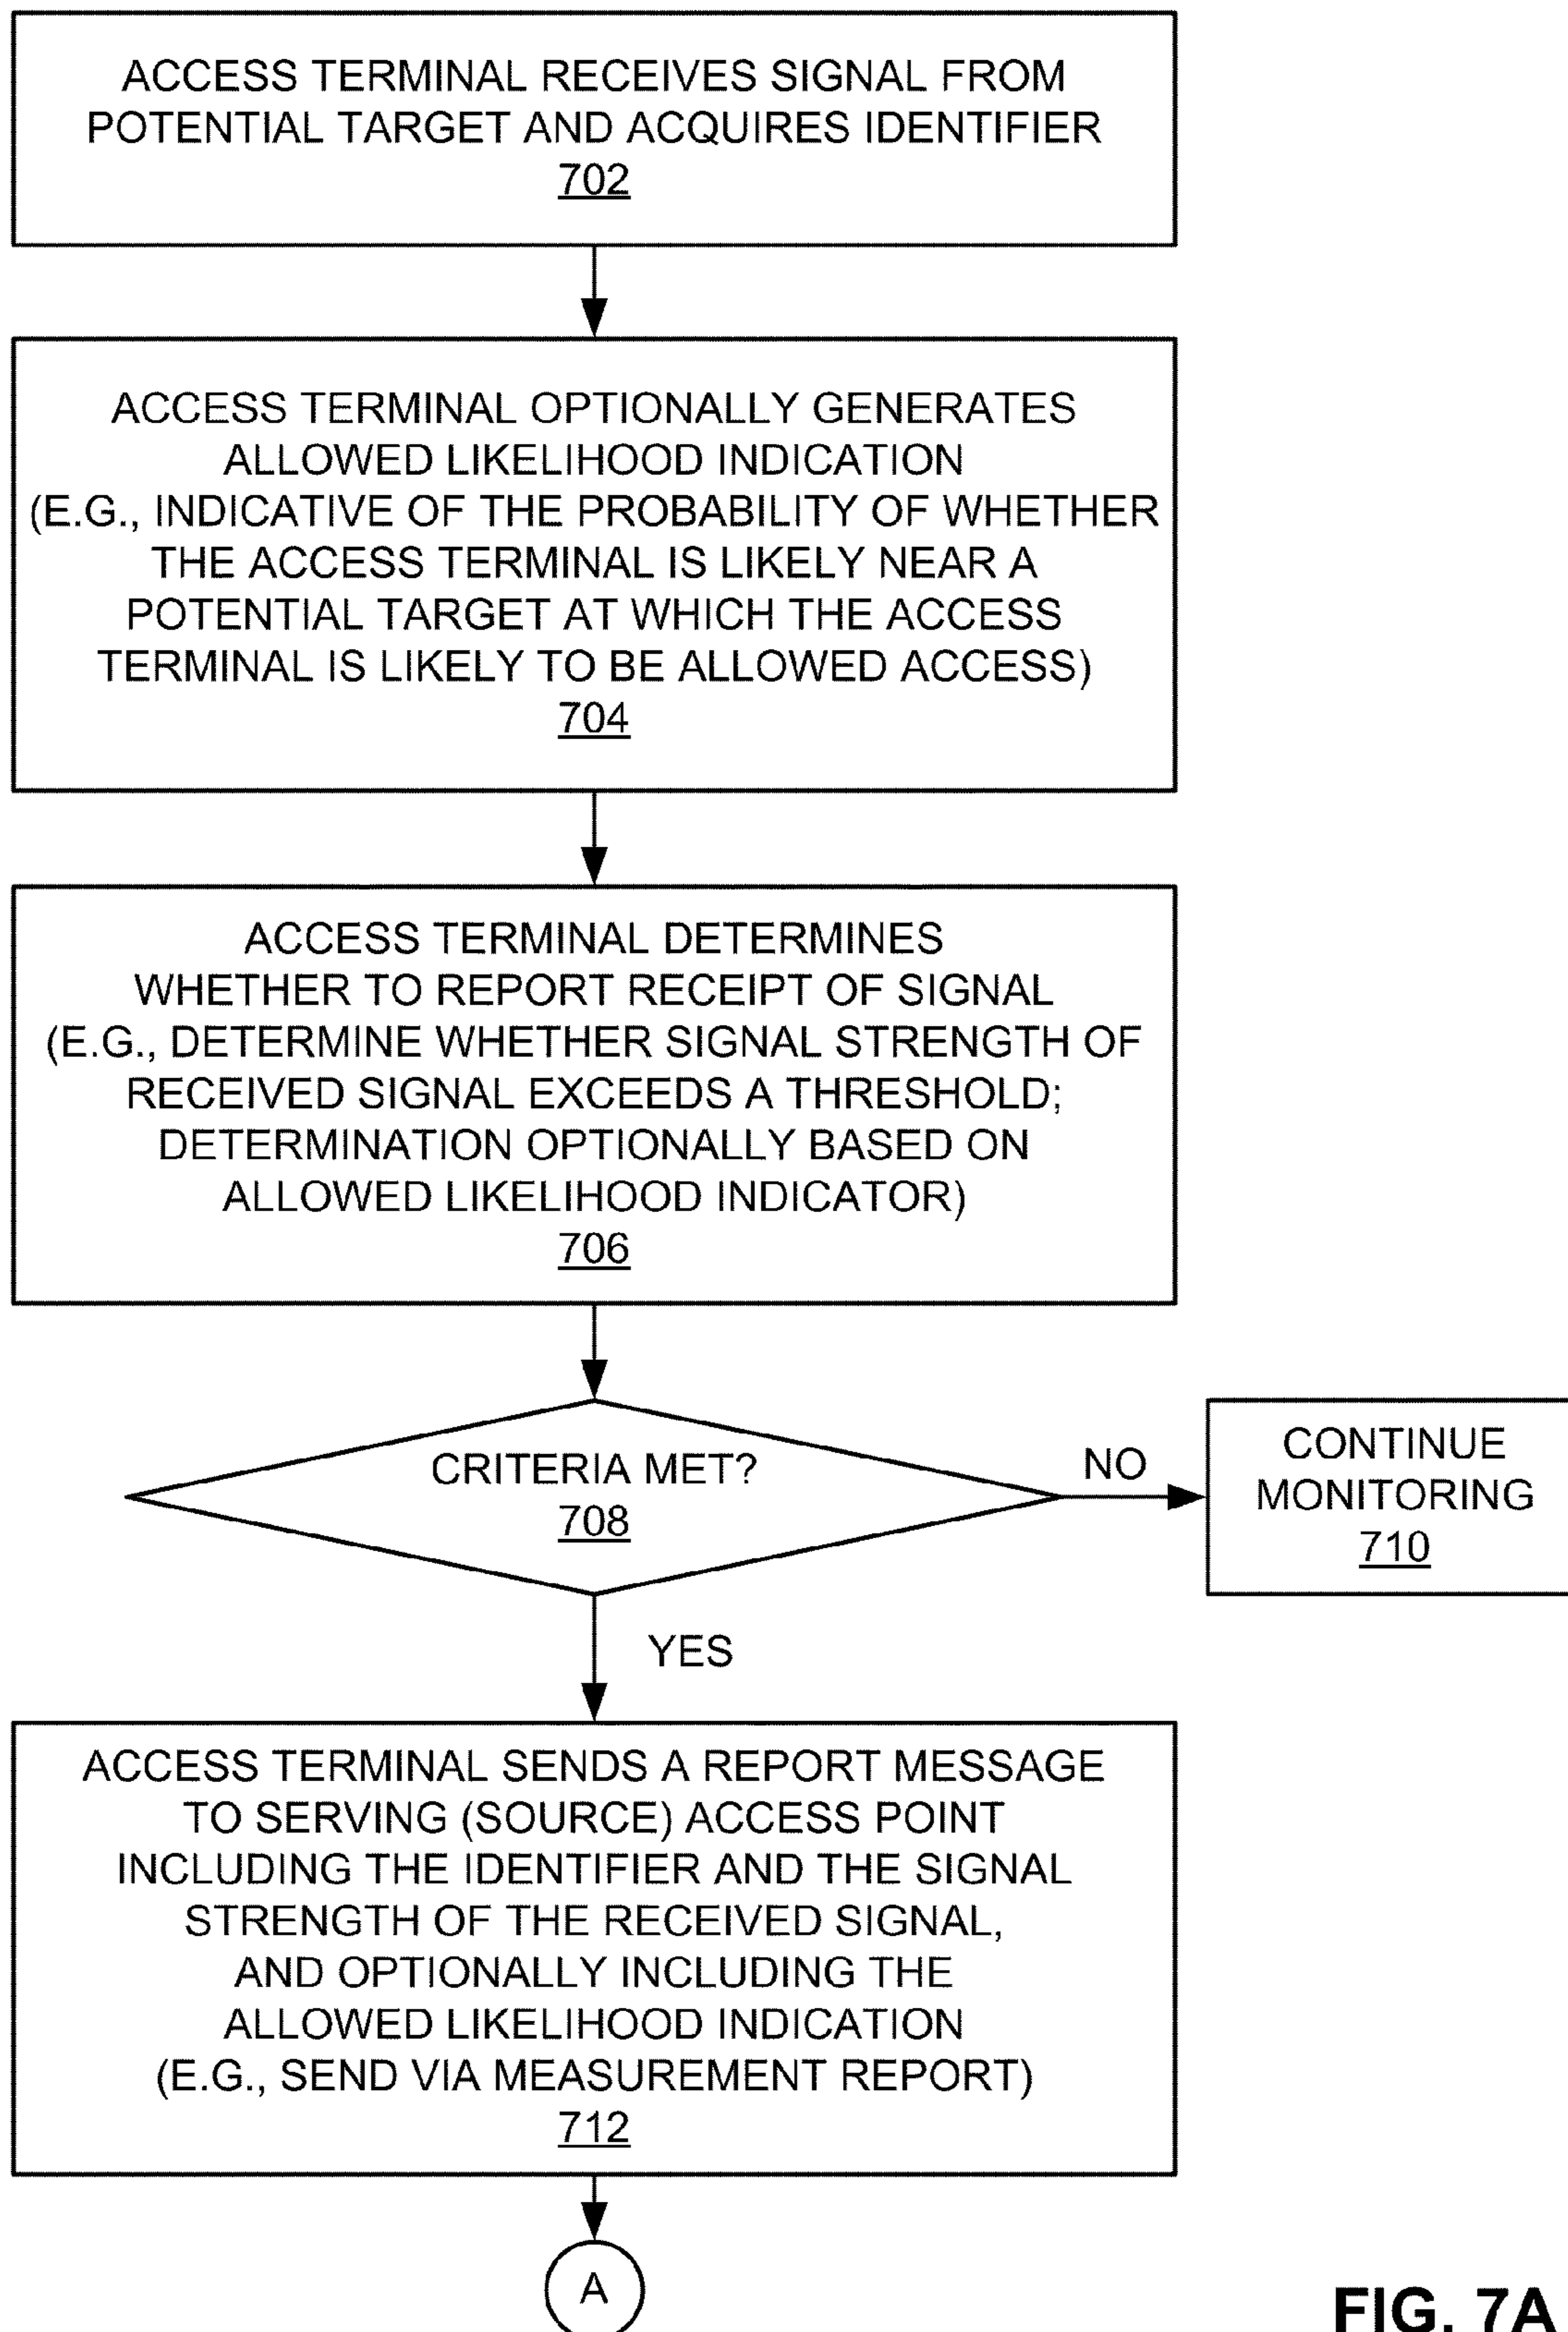 ACCESS TERMINAL RECEIVES SIGNAL FROM
POTENTIAL TARGET AND ACQUIRES IDENTIFIER
702
ACCESS TERMINAL OPTIONALLY GENERATES
ALLOWED LIKELIHOOD INDICATION
(E.G., INDICATIVE OF THE PROBABILITY OF WHETHER
THE ACCESS TERMINAL IS LIKELY NEAR A
POTENTIAL TARGET AT WHICH THE ACCESS
TERMINAL IS LIKELY TO BE ALLOWED ACCESS)
704
ACCESS TERMINAL DETERMINES
WHETHER TO REPORT RECEIPT OF SIGNAL
(E.G., DETERMINE WHETHER SIGNAL STRENGTH OF
RECEIVED SIGNAL EXCEEDS A THRESHOLD;
DETERMINATION OPTIONALLY BASED ON
ALLOWED LIKELIHOOD INDICATOR)
706
CRITERIA MET?
708
NO
CONTINUE
MONITORING
710
YES
ACCESS TERMINAL SENDS A REPORT MESSAGE
TO SERVING (SOURCE) ACCESS POINT
INCLUDING THE IDENTIFIER AND THE SIGNAL
STRENGTH OF THE RECEIVED SIGNAL,
AND OPTIONALLY INCLUDING THE
ALLOWED LIKELIHOOD INDICATION
(E.G., SEND VIA MEASUREMENT REPORT)
712
A
FIG. 7A